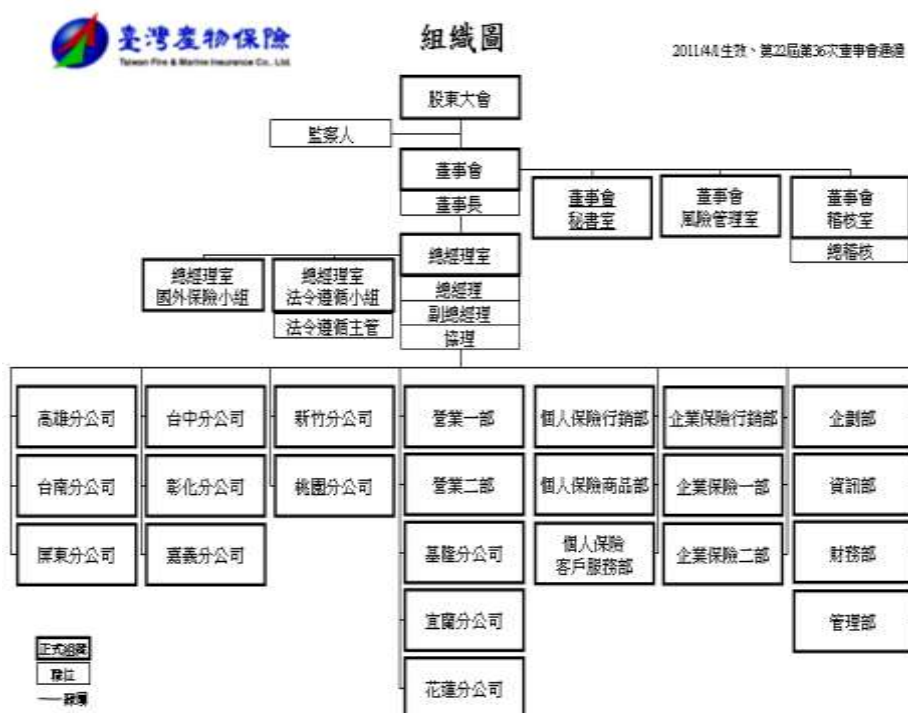 臺灣產物保險
Taiwan Fire & Marine Insurance Co., Ltd.
組織圖
2011/4/1生效、第22屆第36次董事會通過
股東大會
監察人
董事會
董事長
董事會
秘書室
董事會
風險管理室
董事會
稽核室
總稽核
總經理室
國外保險小組
總經理室
法令遵循小組
法令遵循主管
總經理室
總經理
副總經理
協理
高雄分公司
台中分公司
新竹分公司
營業一部
個人保險行銷部
企業保險行銷部
企劃部
台南分公司
彰化分公司
桃園分公司
營業二部
個人保險商品部
企業保險一部
資訊部
屏東分公司
嘉義分公司
基隆分公司
個人保險
客戶服務部
企業保險二部
財務部
宜蘭分公司
管理部
花蓮分公司
正式組織
職位